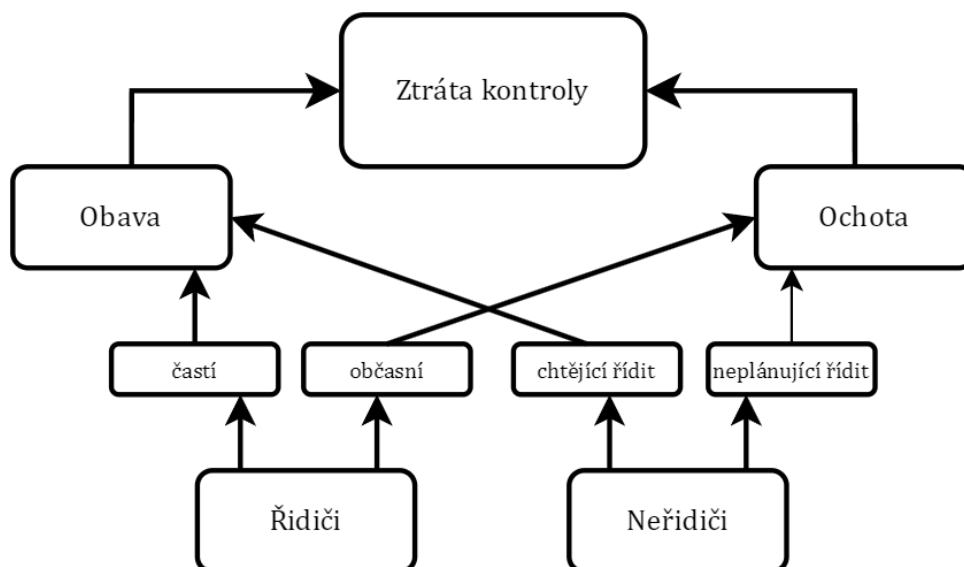 Ztráta kontroly
Obava
Ochota
častí
občasní
chtějící řídit
neplánující řídit
Řidiči
Neřidiči